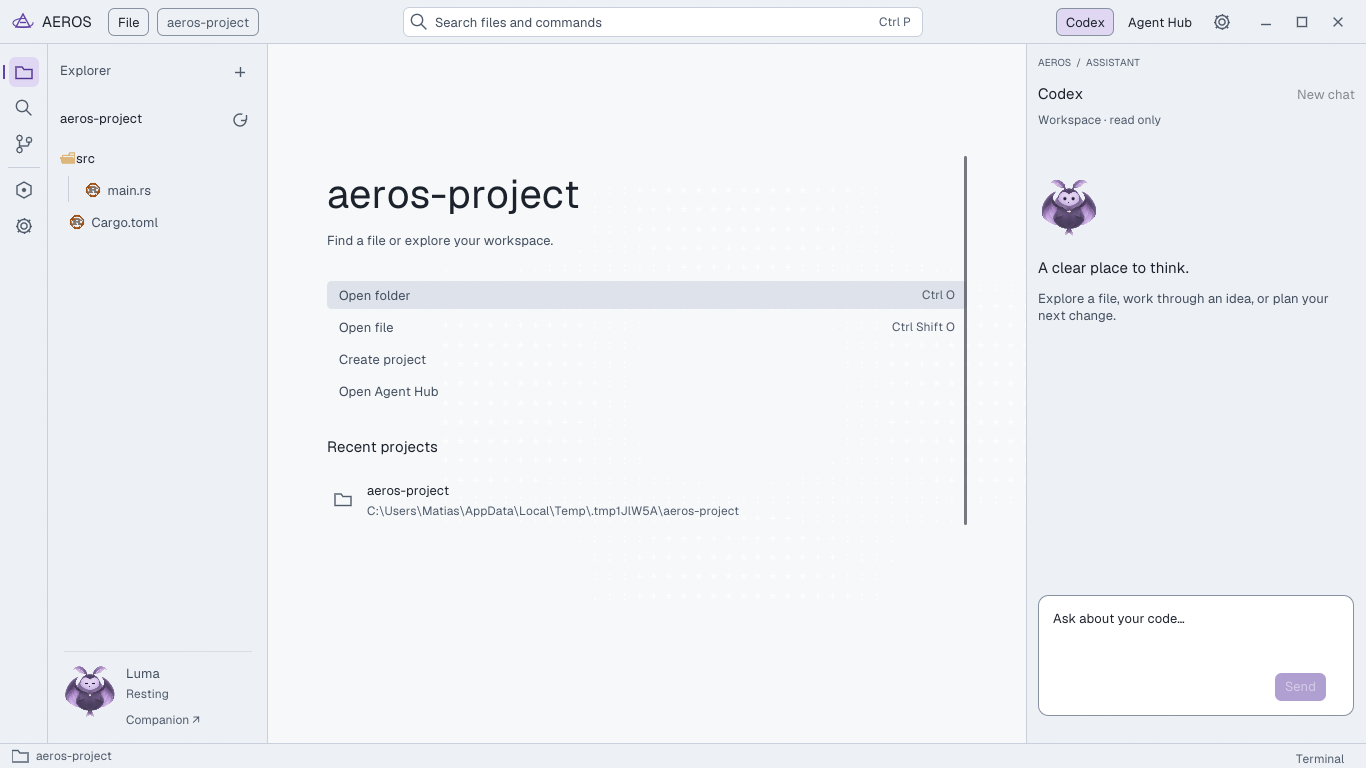 AEROS
File
aeros-project
Search files and commands
Ctrl P
Codex
Agent Hub
Explorer
aeros-project
src
main.rs
Cargo.toml
Luma
Resting
Companion ↗
aeros-project
Find a file or explore your workspace.
Open folder
Ctrl O
Open file
Ctrl Shift O
Create project
Open Agent Hub
Recent projects
aeros-project
C:\Users\Matias\AppData\Local\Temp\.tmp1JlW5A\aeros-project
AEROS / ASSISTANT
Codex
New chat
Workspace · read only
A clear place to think.
Explore a file, work through an idea, or plan your
next change.
Ask about your code…
Send
aeros-project
Terminal